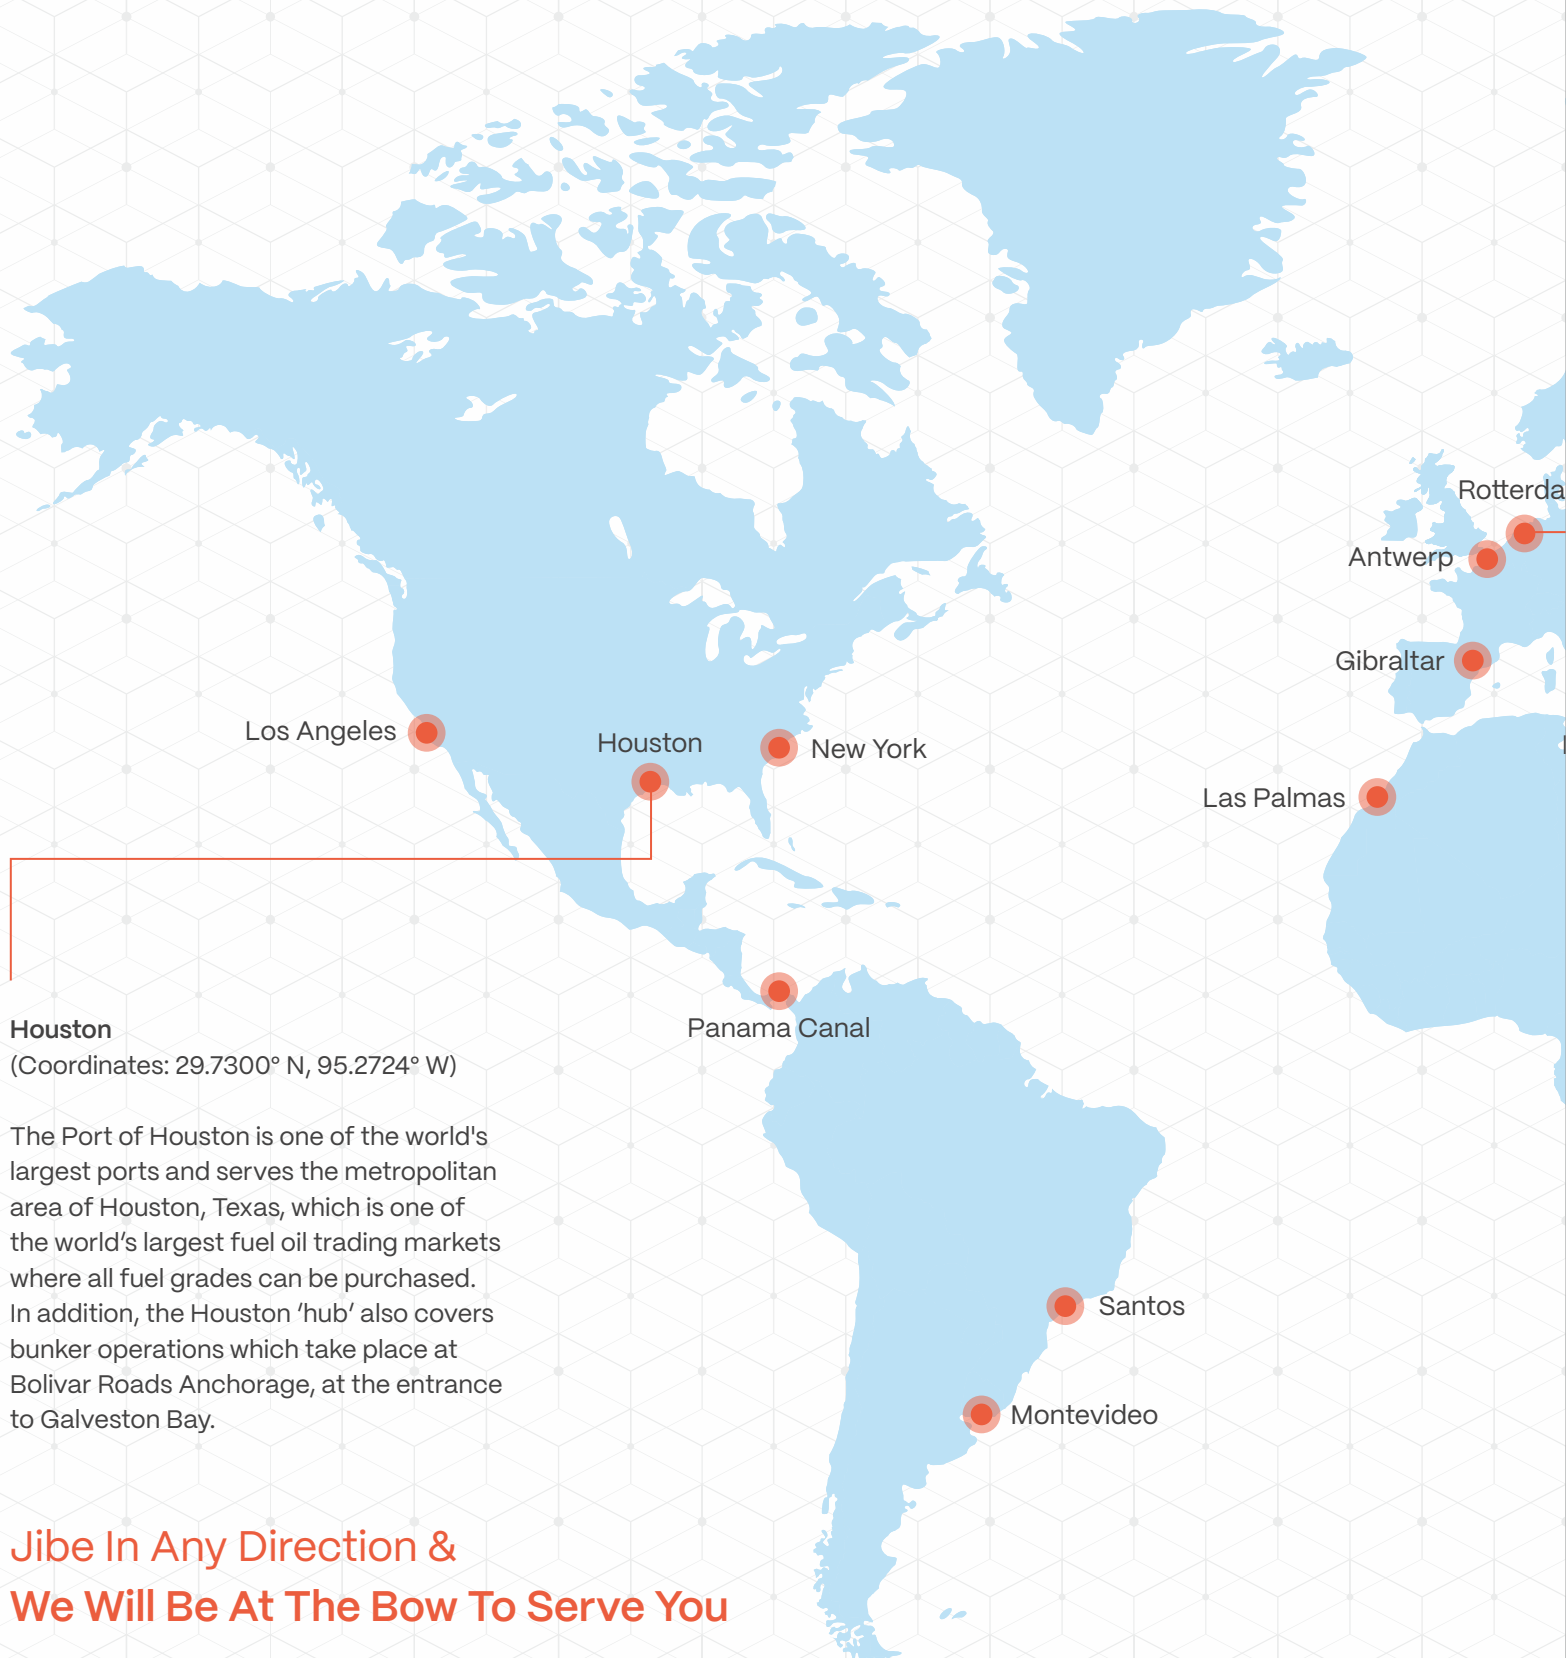 Rotterda
Antwerp
Gibraltar
Los Angeles
Houston
New York
Las Palmas
Panama Canal
Houston
(Coordinates: 29.7300° N, 95.2724° W)
The Port of Houston is one of the world's
largest ports and serves the metropolitan
area of Houston, Texas, which is one of
the world’s largest fuel oil trading markets
where all fuel grades can be purchased.
In addition, the Houston ‘hub’ also covers
bunker operations which take place at
Bolivar Roads Anchorage, at the entrance
to Galveston Bay.
Santos
Montevideo
Jibe In Any Direction &
We Will Be At The Bow To Serve You